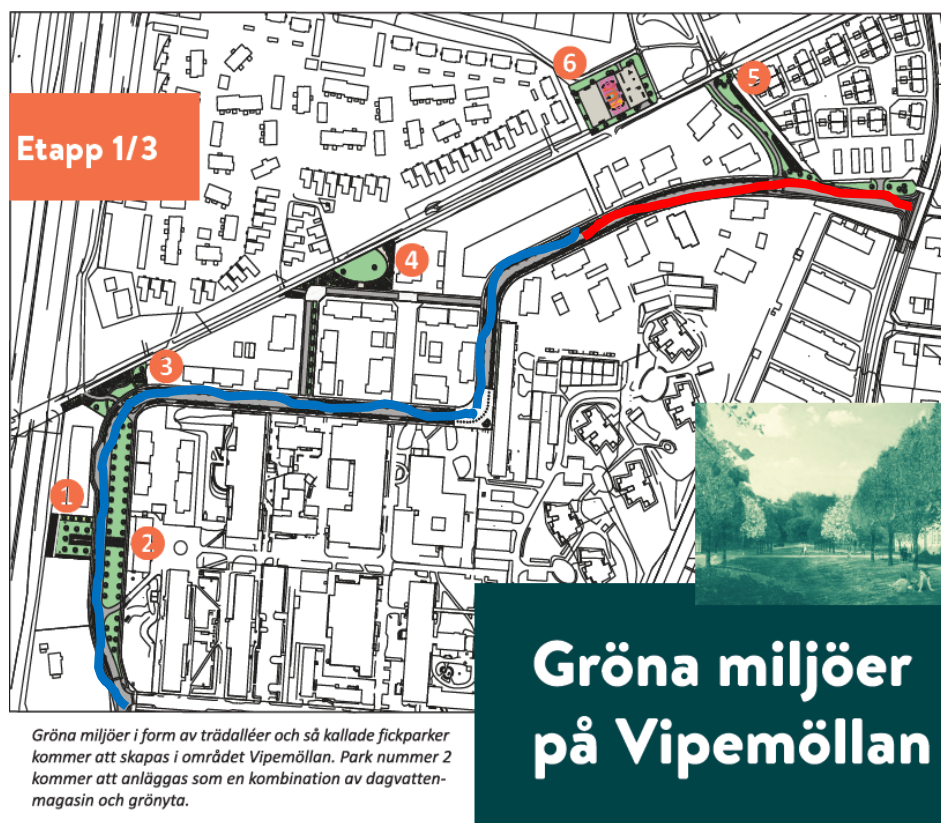 6
5
Etapp 1/3
4
3
1
2
Gröna miljöer
på Vipemöllan
Gröna miljöer i form av trädalléer och så kallade fickparker
kommer att skapas i området Vipemöllan. Park nummer 2
kommer att anläggas som en kombination av dagvatten-
magasin och grönyta.